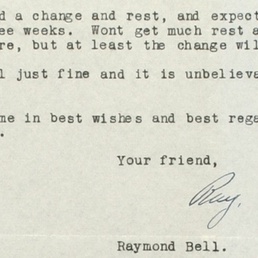 d a change and rest, and expect
ee weeks. Wont get much rest a
re, but at least the change wil
l just fine and it is unbelieva
me in best wishes and best rega
.
Your friend,
Ray.
Raymond Bell.